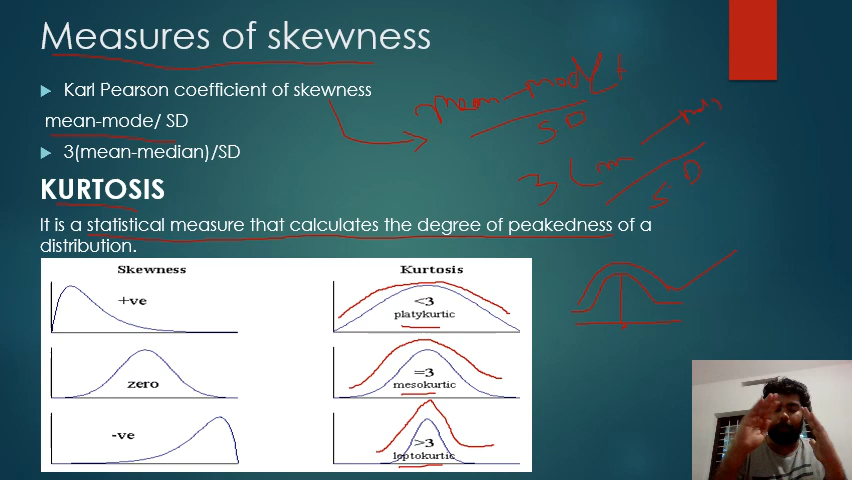 Measures of skewness
Karl Pearson coefficient of skewness
mean-mode/ SD
3(mean-median)/SD
mean-mode
SD
3(m
SD
KURTOSIS
It is a statistical measure that calculates the degree of peakedness of a
distribution.
Skewness
Kurtosis
+ve
<3
platykurtic
zero
=3
mesokurtic
-ve
>3
leptokurtic